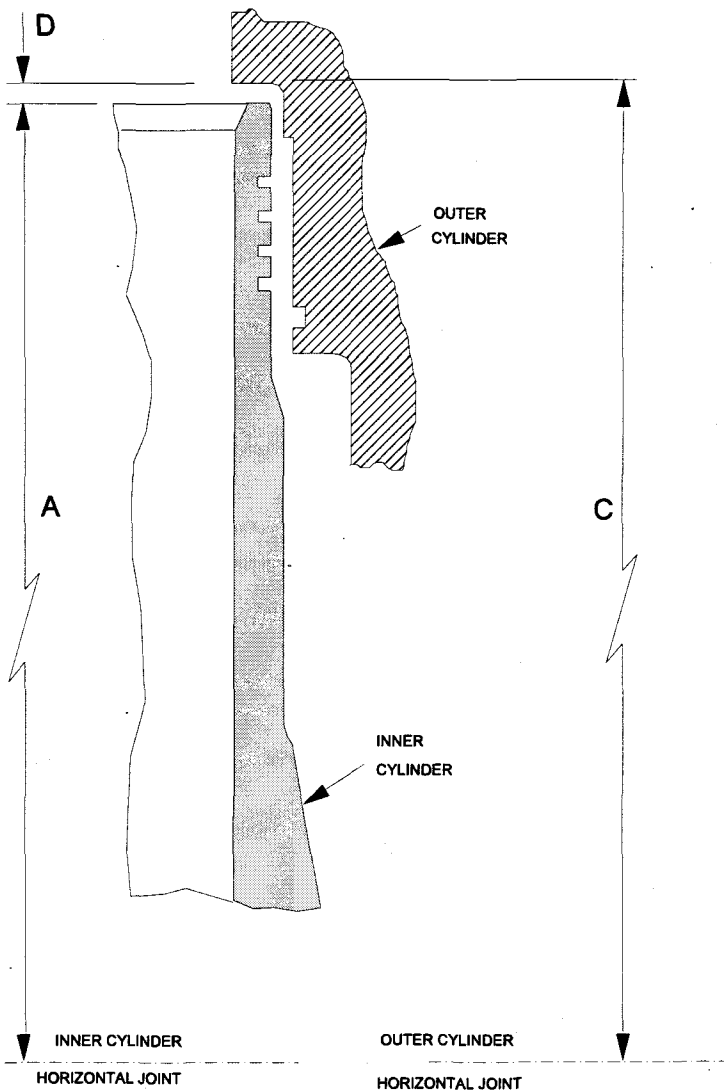 D
OUTER
CYLINDER
A
C
INNER
CYLINDER
INNER CYLINDER
HORIZONTAL JOINT
OUTER CYLINDER
HORIZONTAL JOINT